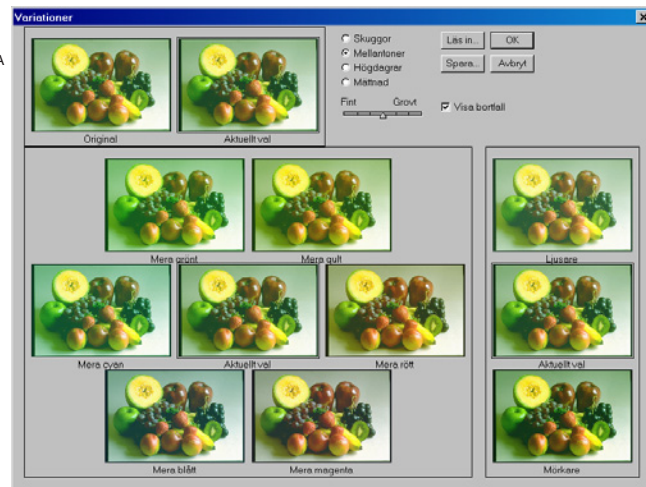 Variationer
A
Original
Aktuellt val
Skuggor
Mellantoner
Högdagrar
Mättnad
Fint Grovt
Läs in... OK
Spara... Avbryt
Visa bortfall
Mera grönt Mera gult
Mera cyan Aktuellt val Mera rött
Mera blått Mera magenta
Ljusare
Aktuellt val
Mörkare